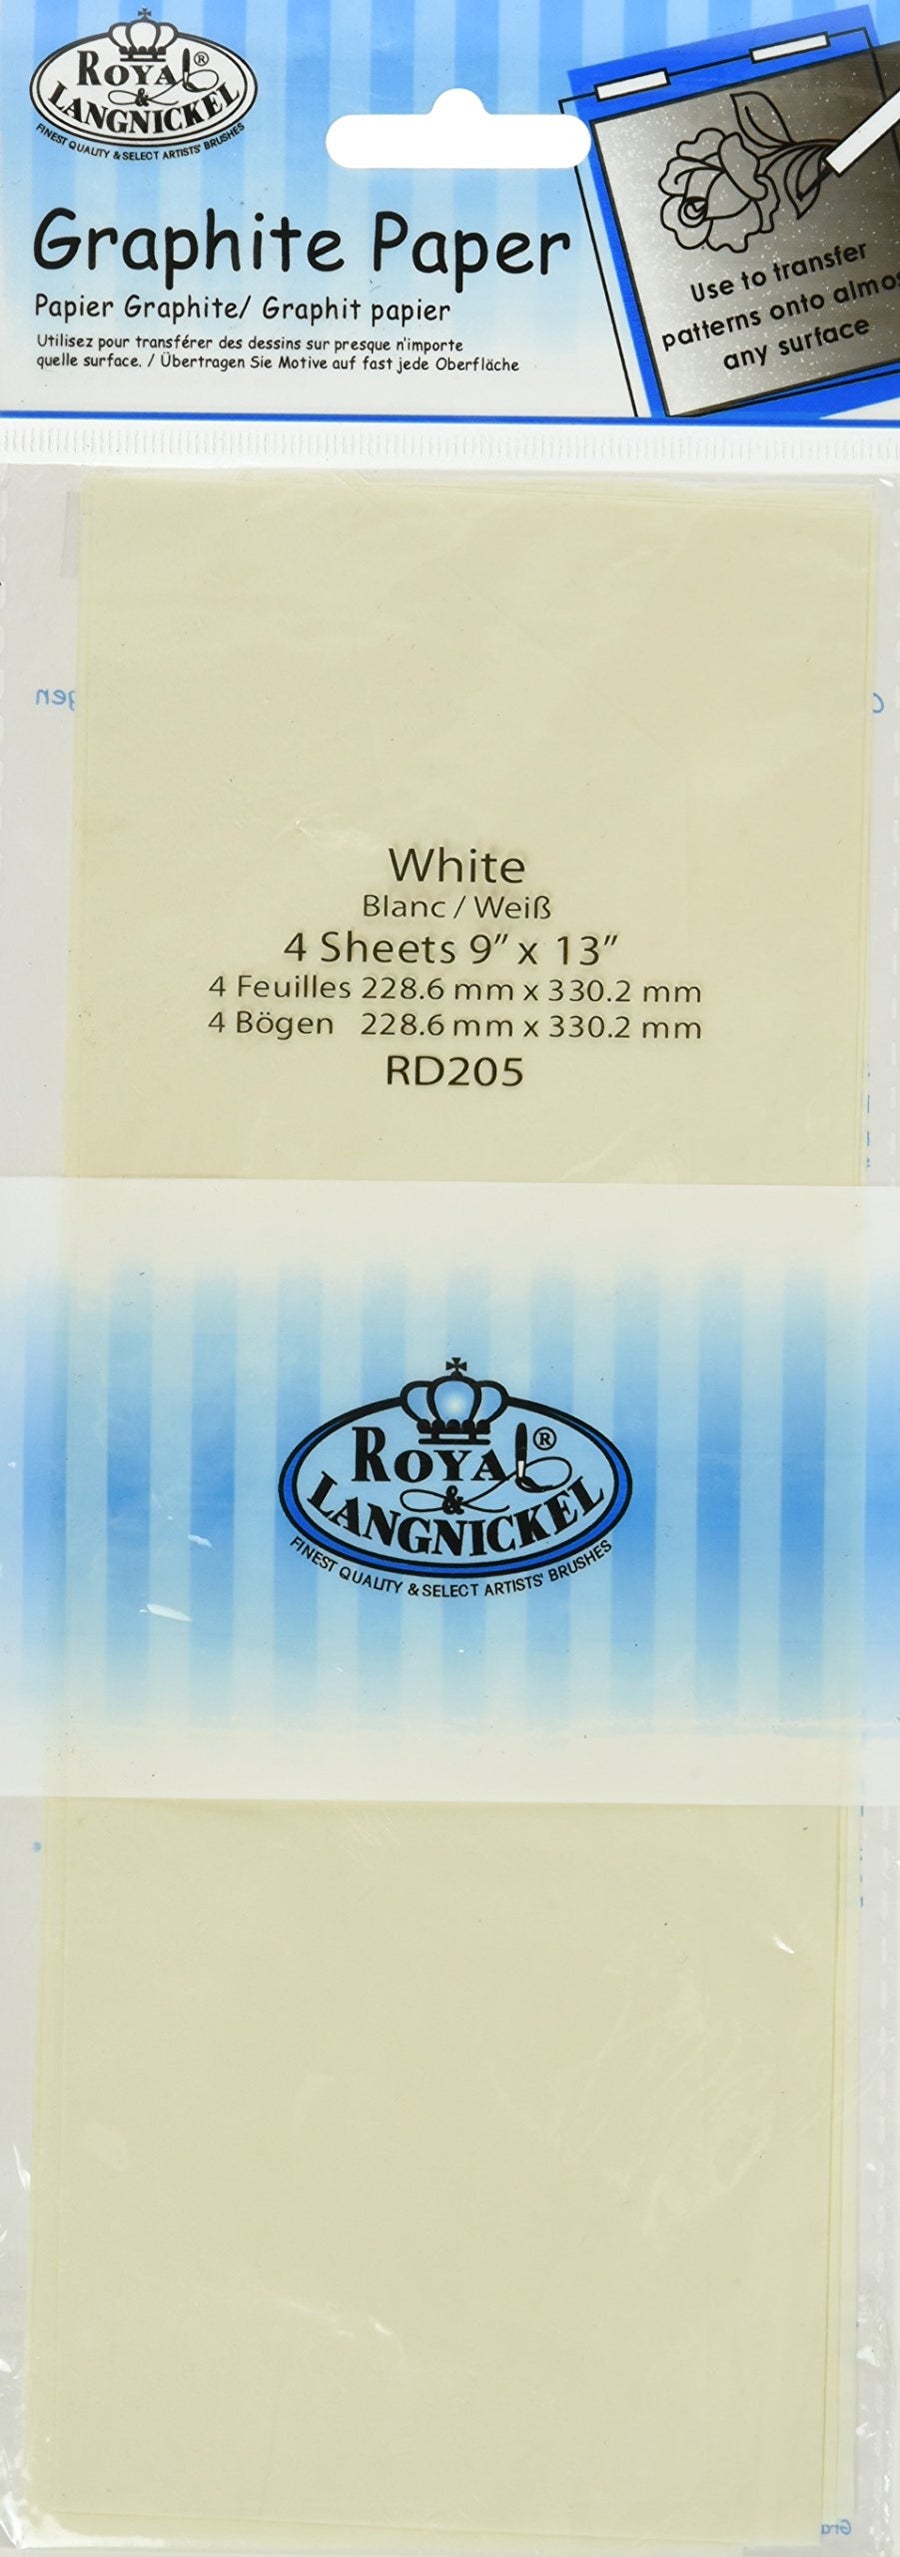 ROYAL®
&
LANGNICKEL
FINEST QUALITY & SELECT ARTISTS' BRUSHES
Graphite Paper
Papier Graphite/ Graphit papier
Utilisez pour transférer des dessins sur presque n'importe
quelle surface. / Übertragen Sie Motive auf fast jede Oberfläche
Use to transfer
patterns onto almos
any surface
White
Blanc / Weiß
4 Sheets 9” x 13”
4 Feuilles 228.6 mm x 330.2 mm
4 Bögen 228.6 mm x 330.2 mm
RD205
ROYAL®
&
LANGNICKEL
FINEST QUALITY & SELECT ARTISTS' BRUSHES